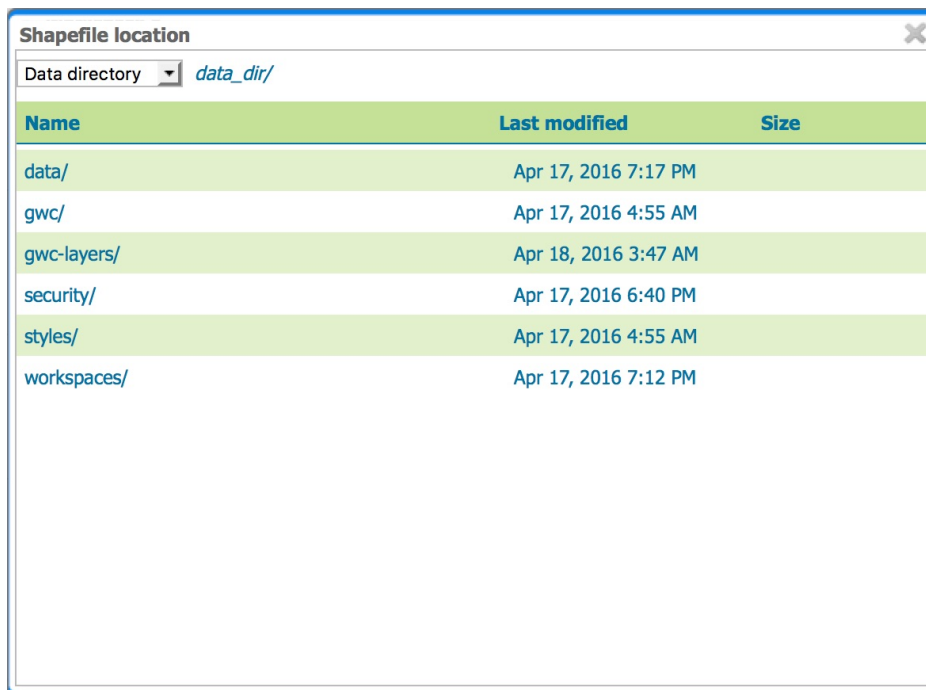 Shapefile location
Data directory data_dir/
Name Last modified Size
data/ Apr 17, 2016 7:17 PM
gwc/ Apr 17, 2016 4:55 AM
gwc-layers/ Apr 18, 2016 3:47 AM
security/ Apr 17, 2016 6:40 PM
styles/ Apr 17, 2016 4:55 AM
workspaces/ Apr 17, 2016 7:12 PM